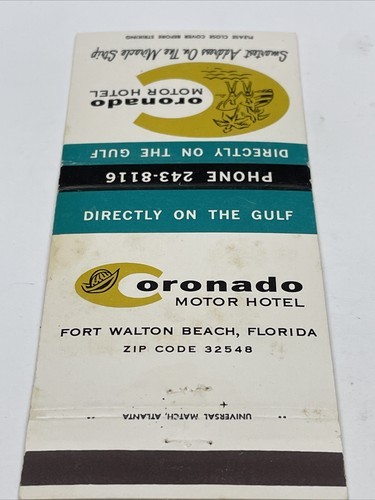 PLEASE CLOSE COVER BEFORE STRIKING
Smartest Address On The Miracle Strip
Coronado
MOTOR HOTEL
DIRECTLY ON THE GULF
PHONE 243-8116
DIRECTLY ON THE GULF
Coronado
MOTOR HOTEL
FORT WALTON BEACH, FLORIDA
ZIP CODE 32548
UNIVERSAL MATCH, ATLANTA